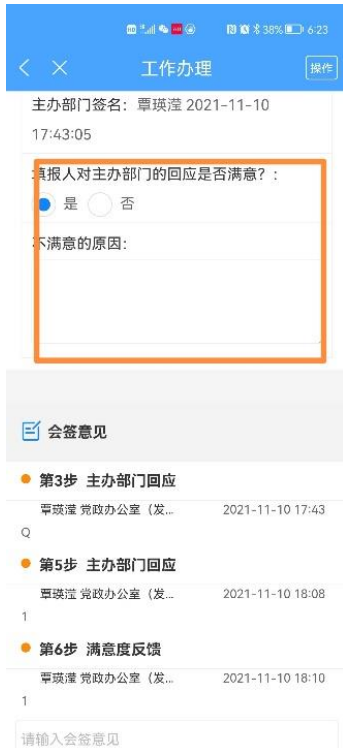 38% 6:23
工作办理
操作
主办部门签名：覃瑛滢 2021-11-10
17:43:05
填报人对主办部门的回应是否满意？：
是 否
不满意的原因：
会签意见
第3步 主办部门回应
覃瑛滢 党政办公室（发... 2021-11-10 17:43
Q
第5步 主办部门回应
覃瑛滢 党政办公室（发... 2021-11-10 18:08
1
第6步 满意度反馈
覃瑛滢 党政办公室（发... 2021-11-10 18:10
1
请输入会签意见